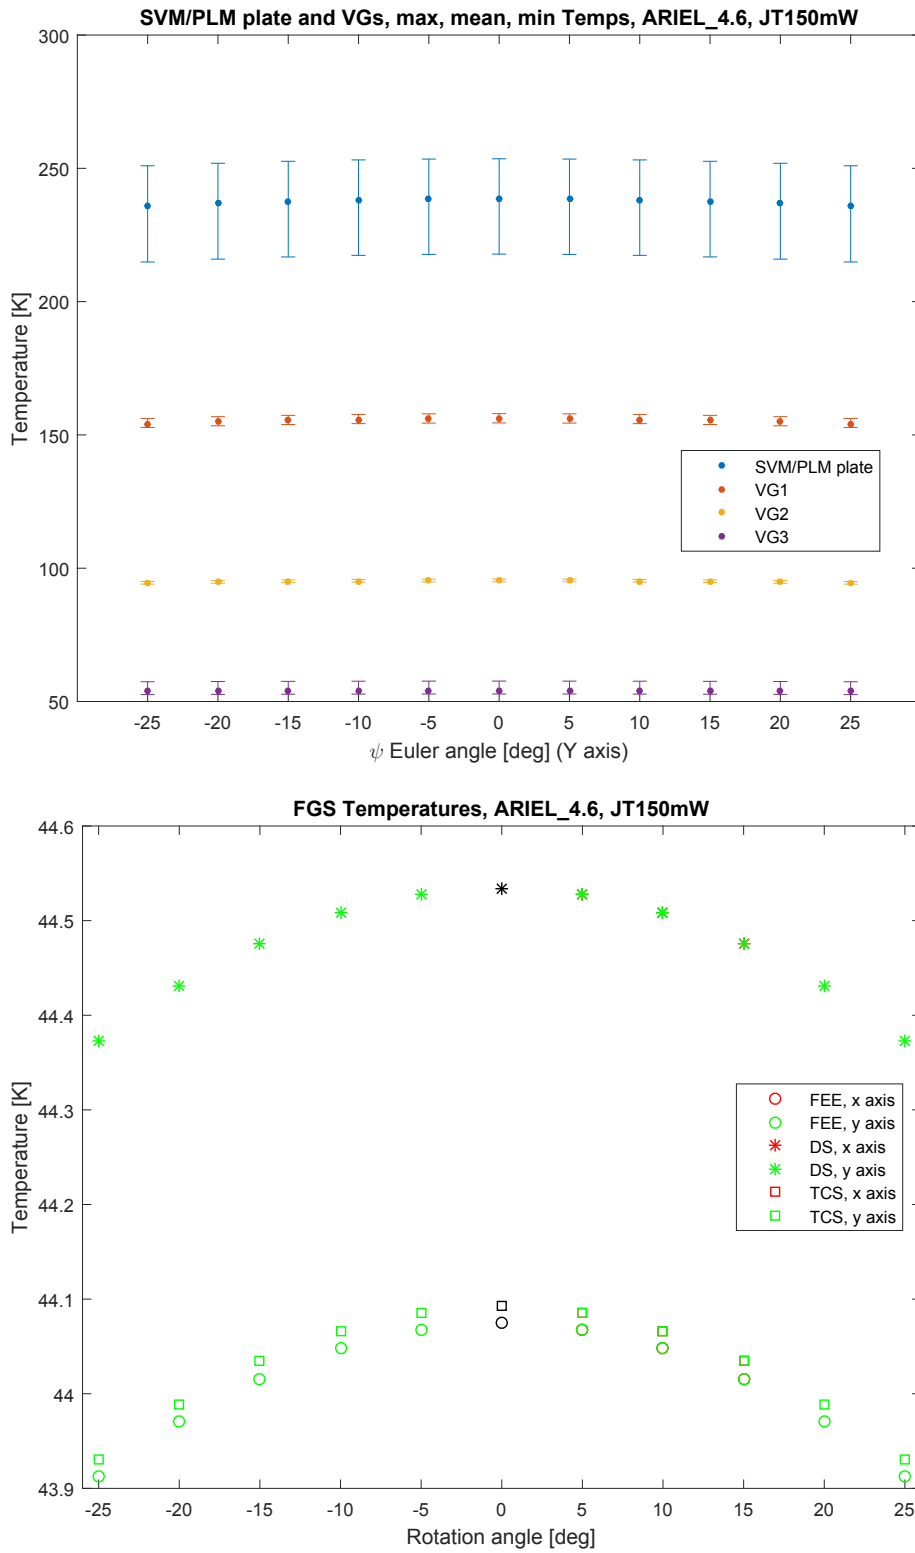 SVM/PLM plate and VGs, max, mean, min Temps, ARIEL_4.6, JT150mW
300
250
200
150
100
50
Temperature [K]
SVM/PLM plate
VG1
VG2
VG3
-25 -20 -15 -10 -5 0 5 10 15 20 25
ψ Euler angle [deg] (Y axis)
FGS Temperatures, ARIEL_4.6, JT150mW
44.6
44.5
44.4
44.3
44.2
44.1
44
43.9
Temperature [K]
FEE, x axis
FEE, y axis
DS, x axis
DS, y axis
TCS, x axis
TCS, y axis
-25 -20 -15 -10 -5 0 5 10 15 20 25
Rotation angle [deg]